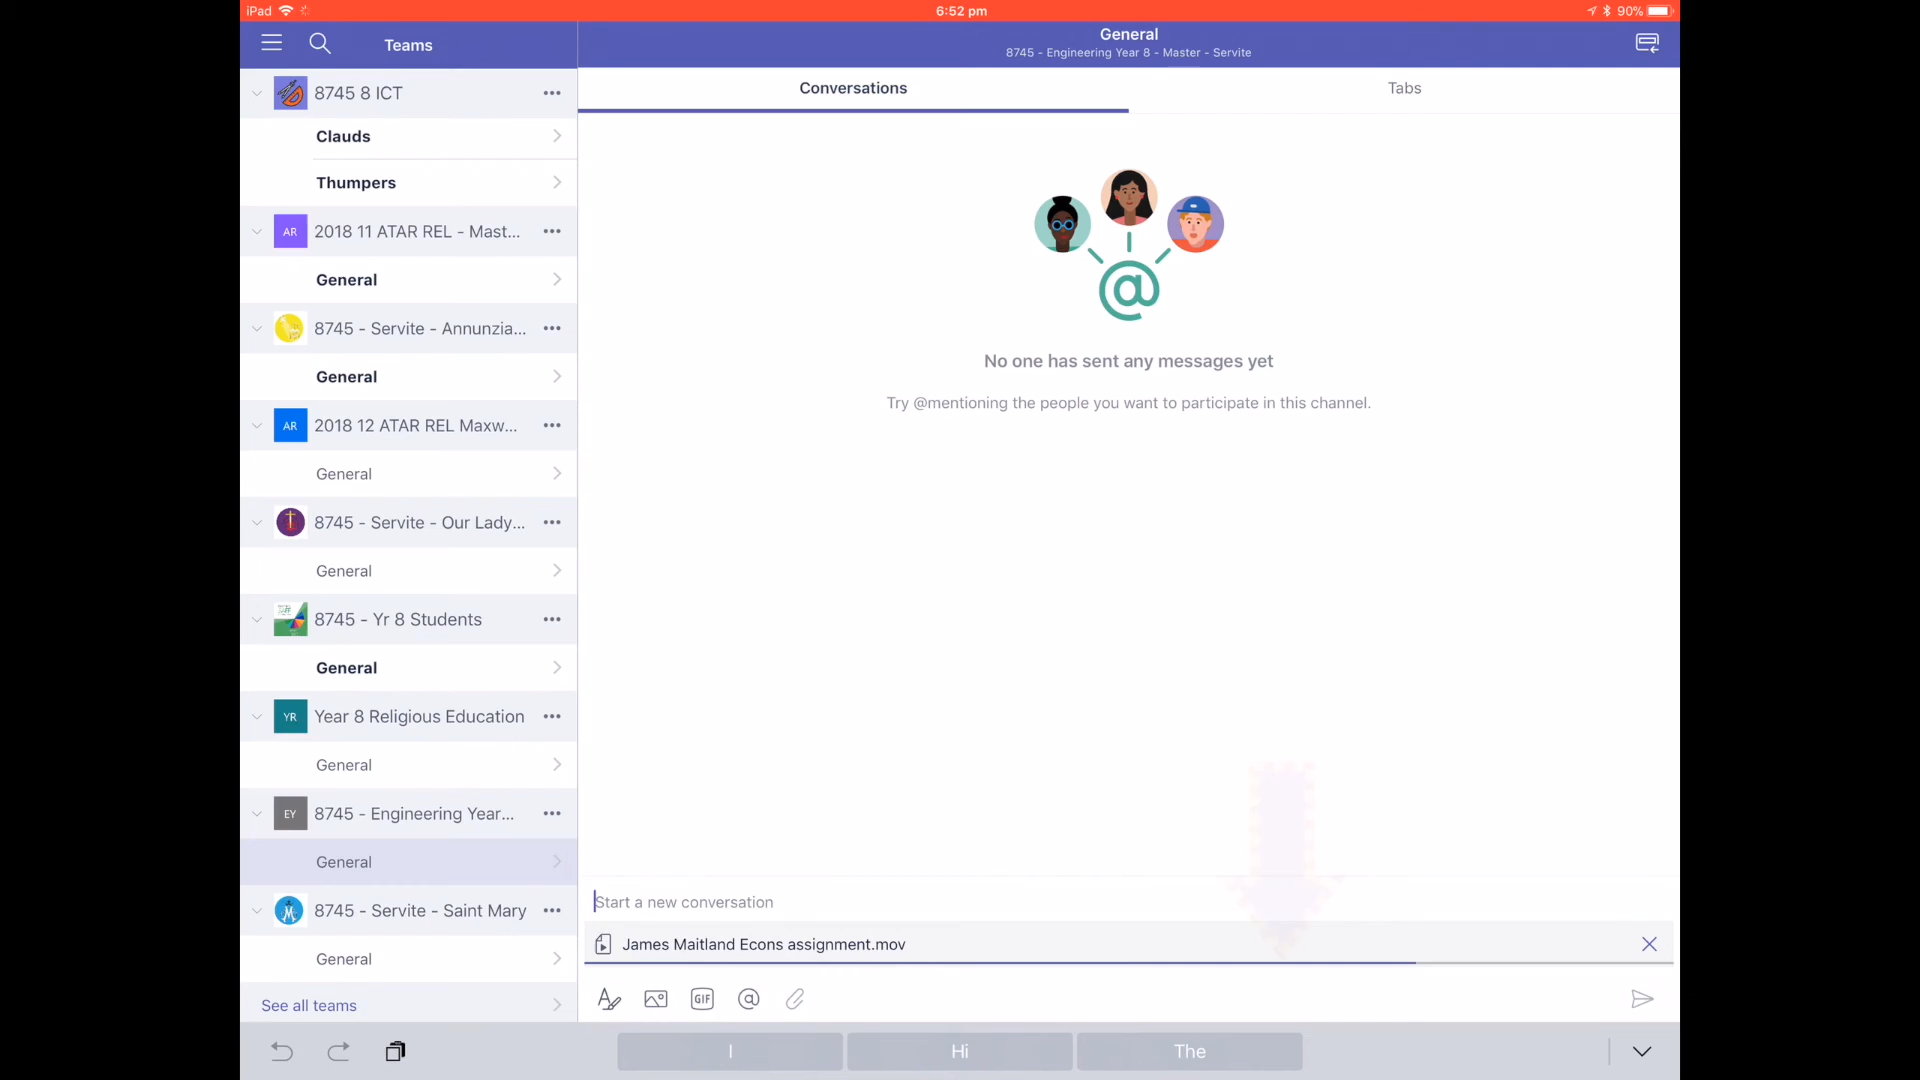 iPad
6:52 pm
90%
Teams
General
8745 - Engineering Year 8 - Master - Servite
8745 8 ICT
Clauds
Thumpers
AR
2018 11 ATAR REL - Mast...
General
8745 - Servite - Annunzia...
General
AR
2018 12 ATAR REL Maxw...
General
8745 - Servite - Our Lady...
General
8745 - Yr 8 Students
General
YR
Year 8 Religious Education
General
EY
8745 - Engineering Year...
General
8745 - Servite - Saint Mary
General
See all teams
Conversations
Tabs
@
No one has sent any messages yet
Try @mentioning the people you want to participate in this channel.
Start a new conversation
James Maitland Econs assignment.mov
GIF
I
Hi
The